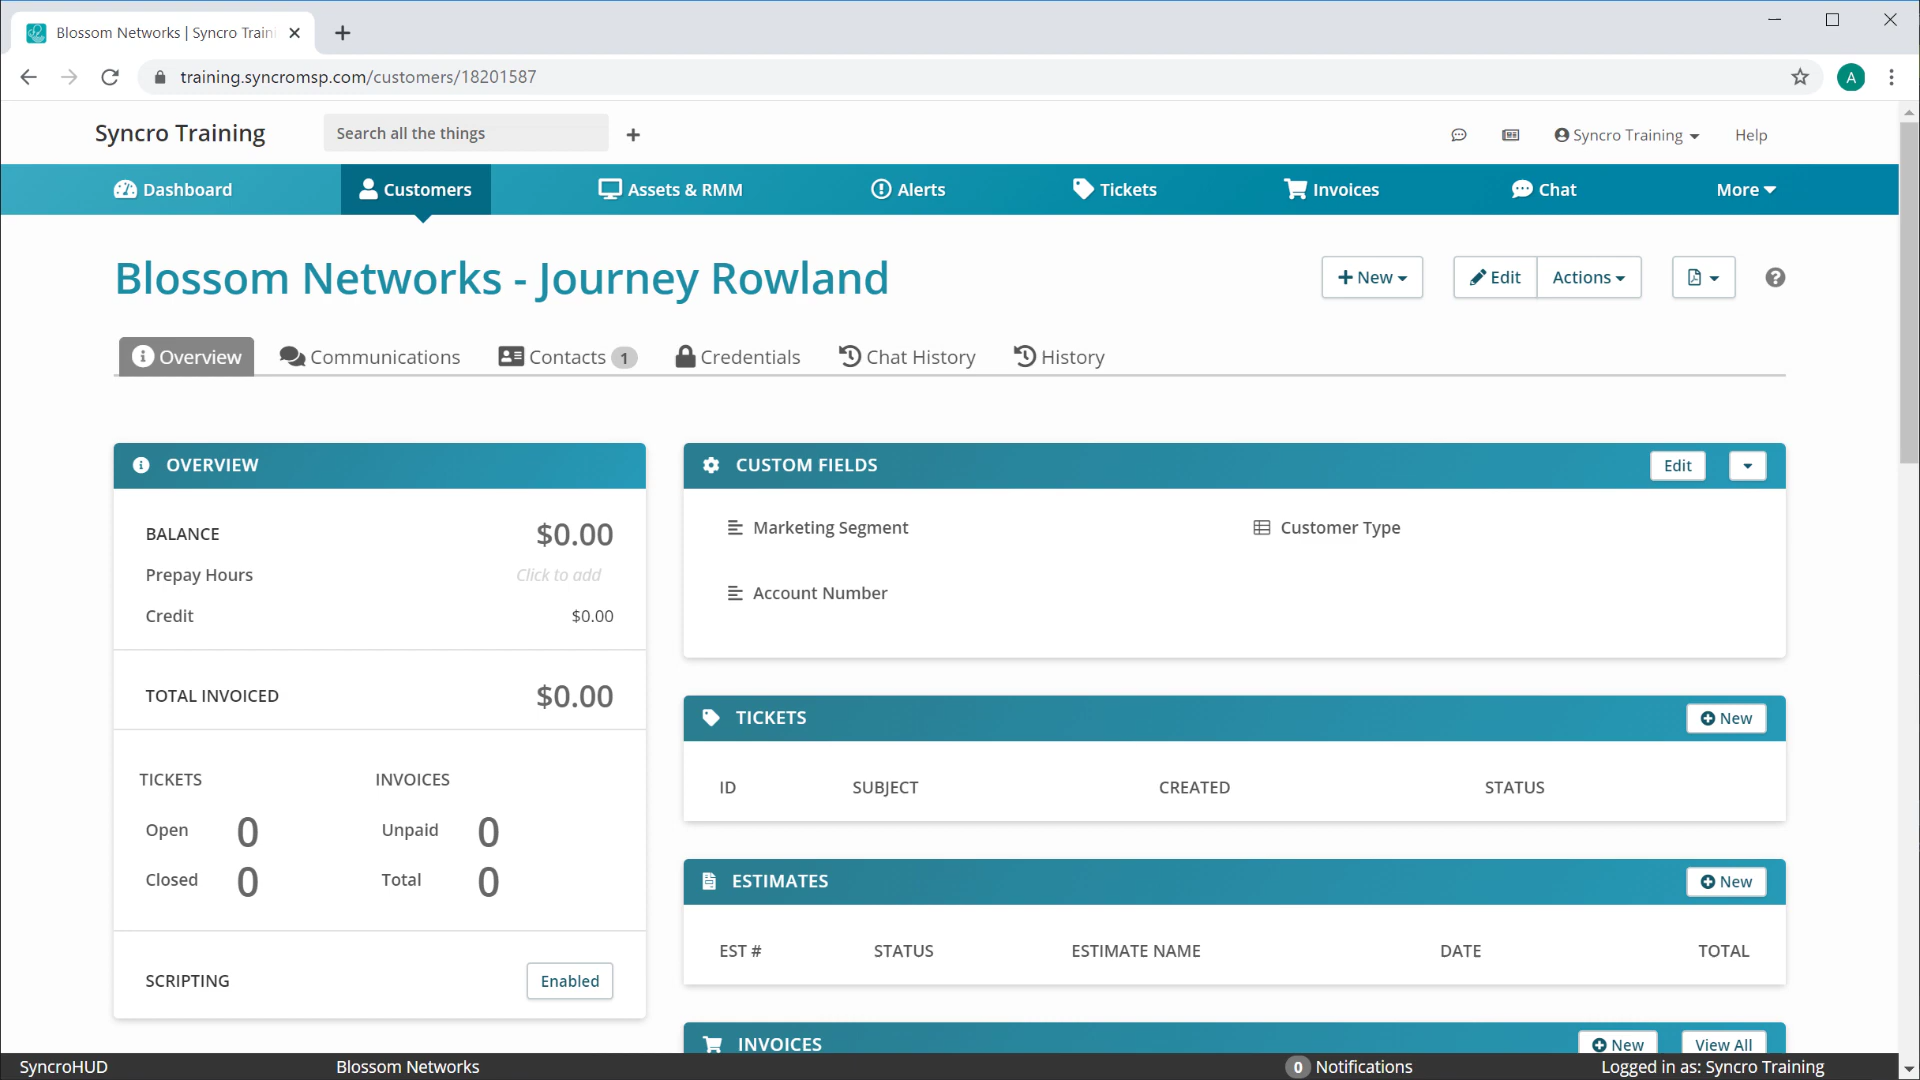 Blossom Networks | Syncro Traini
training.syncromsp.com/customers/18201587
A
Syncro Training
Search all the things
Syncro Training
Help
Dashboard
Customers
Assets & RMM
Alerts
Tickets
Invoices
Chat
More
Blossom Networks - Journey Rowland
New
Edit
Actions
Overview
Communications
Contacts 1
Credentials
Chat History
History
OVERVIEW
BALANCE $0.00
Prepay Hours Click to add
Credit $0.00
TOTAL INVOICED $0.00
TICKETS INVOICES
Open 0 Unpaid 0
Closed 0 Total 0
SCRIPTING Enabled
CUSTOM FIELDS Edit
Marketing Segment Customer Type
Account Number
TICKETS New
ID SUBJECT CREATED STATUS
ESTIMATES New
EST # STATUS ESTIMATE NAME DATE TOTAL
INVOICES New View All
SyncroHUD Blossom Networks 0 Notifications Logged in as: Syncro Training